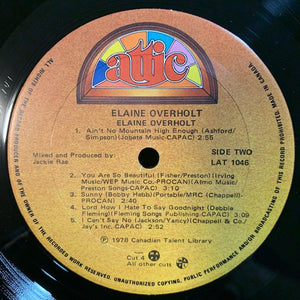 attic
ELAINE OVERHOLT
ELAINE OVERHOLT
1. Ain't No Mountain High Enough (Ashford/
Simpson)(Jobete Music-CAPAC) 2:55
SIDE TWO
LAT 1046
Mixed and Produced by
Jackie Rae
2. You Are So Beautiful (Fisher/Preston)(Irving
Music/WEP Music Co. PROCAN)(Almo Music/
Preston Songs-CAPAC) 3:10
3. Sunny (Bobby Hebb)(Portable/MRC (Chappell)-
PROCAN) 2:40
4. Lord How I Hate To Say Goodnight (Debbie
Fleming)(Fleming Songs Publishing-CAPAC) 3:
5. I Can't Say No (Jackson/Yancy)(Chappell & Co./
Jay's Inc. CAPAC) 2:
℗ 1978 Canadian Talent Library
Cut 4
All other cuts
MADE IN CANADA.
ALL RIGHTS OF THE
AND OF THE OWNER OF THE WORK REPRODUCED RESERVED. UNAUTHORIZED COPYING, PUBLIC PERFORMANCE AND/OR BROADCASTING OF THIS RECORD PROHIBITED.